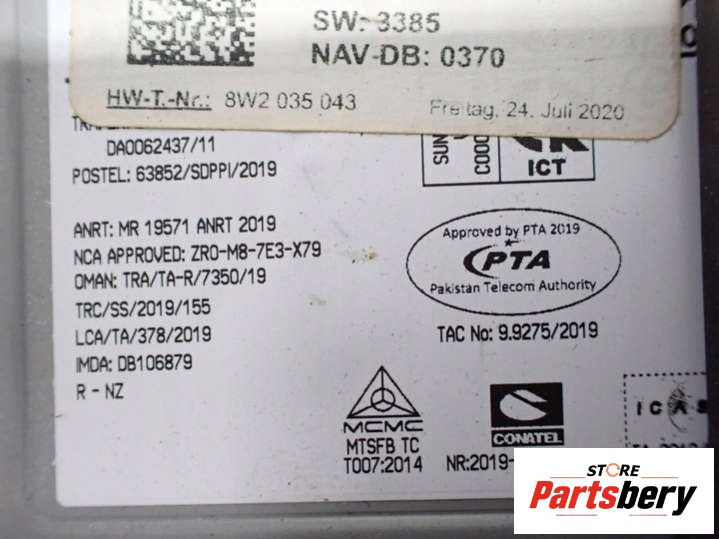 SW: 3385
NAV-DB: 0370
HW-T.-Nr.: 8W2 035 043
Freitag, 24. Juli 2020
DA0062437/11
POSTEL: 63852/SDPPI/2019
ICT
ANRT: MR 19571 ANRT 2019
NCA APPROVED: ZRO-M8-7E3-X79
OMAN: TRA/TA-R/7350/19
TRC/SS/2019/155
LCA/TA/378/2019
IMDA: DB106879
R - NZ
Approved by PTA 2019
PTA
Pakistan Telecom Authority
TAC No: 9.9275/2019
MCMC
MTSFB TC
T007:2014
CONATEL
NR:2019-
ICAS
STORE
Partsbery